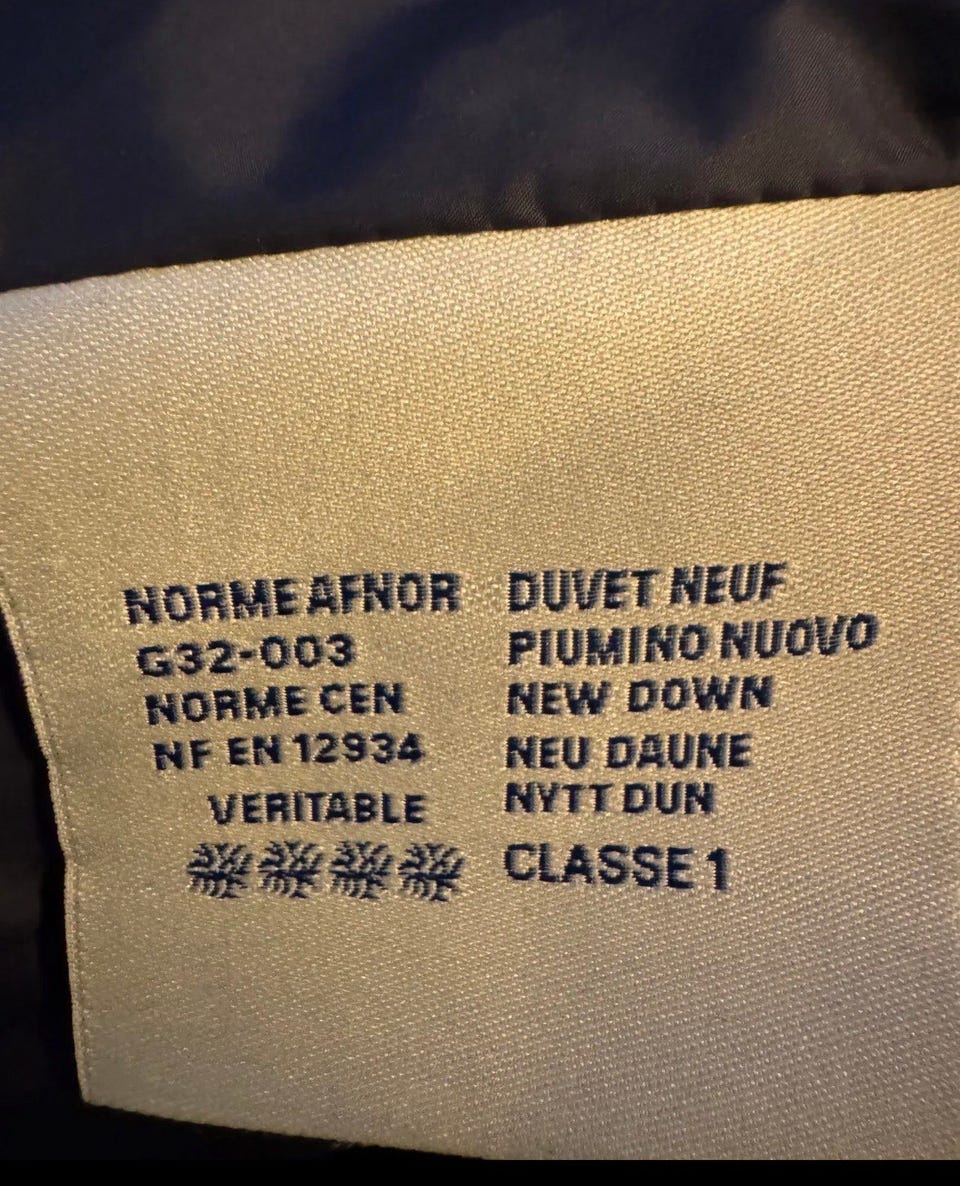 NORME AFNOR
G32-003
NORME CEN
NF EN 12934
VERITABLE
DUVET NEUF
PIUMINO NUOVO
NEW DOWN
NEU DAUNE
NYTT DUN
CLASSE 1